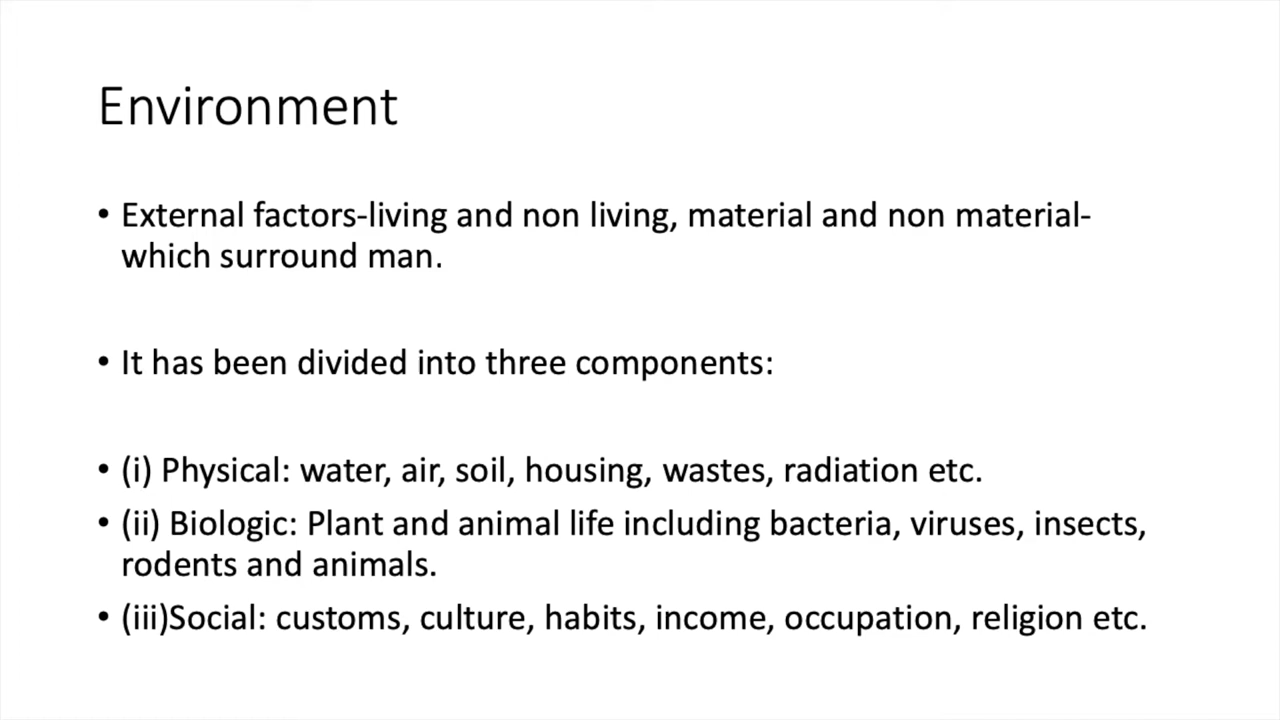 Environment
• External factors-living and non living, material and non material-
which surround man.
• It has been divided into three components:
• (i) Physical: water, air, soil, housing, wastes, radiation etc.
• (ii) Biologic: Plant and animal life including bacteria, viruses, insects,
rodents and animals.
• (iii)Social: customs, culture, habits, income, occupation, religion etc.